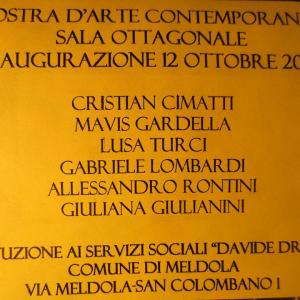 OSTRA D'ARTE CONTEMPORAN
SALA OTTAGONALE
AUGURAZIONE 12 OTTOBRE 20
CRISTIAN CIMATTI
MAVIS GARDELLA
LUSA TURCI
GABRIELE LOMBARDI
ALLESSANDRO RONTINI
GIULIANA GIULIANINI
TUZIONE AI SERVIZI SOCIALI "DAVIDE DR
COMUNE DI MELDOLA
VIA MELDOLA-SAN COLOMBANO 1